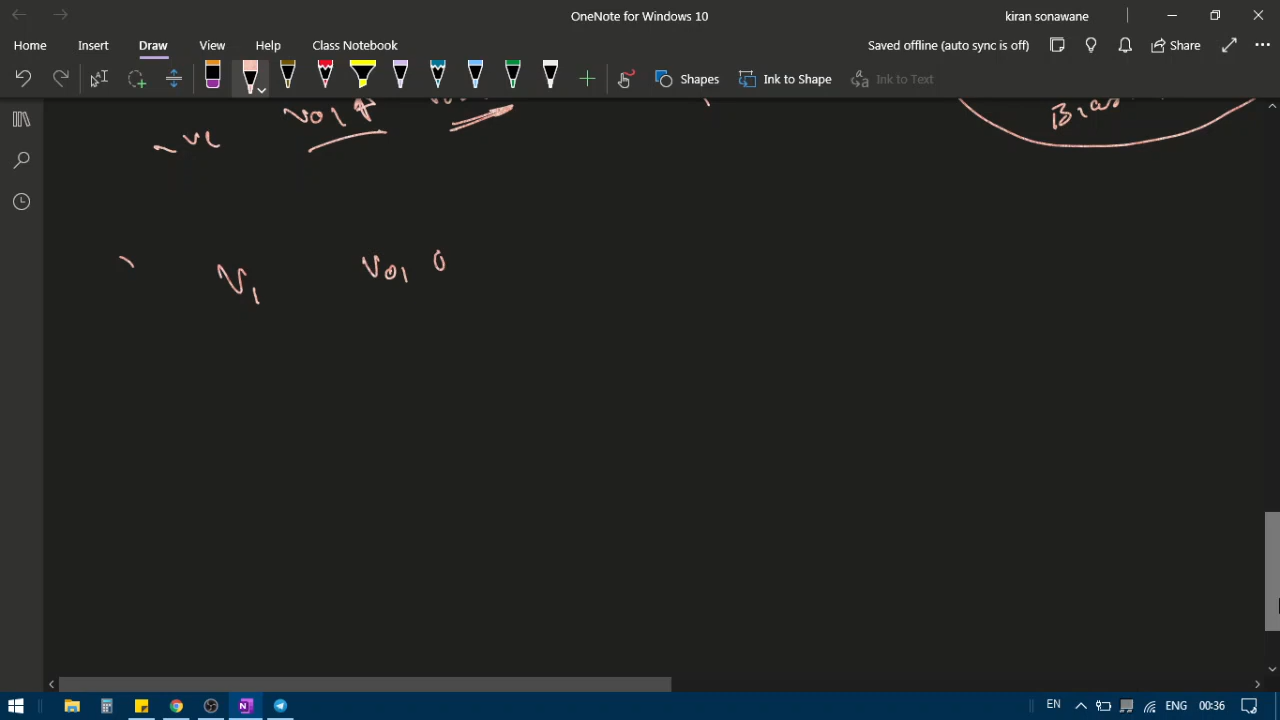 OneNote for Windows 10
kiran sonawane
Home Insert Draw View Help Class Notebook
Saved offline (auto sync is off)
Share
Shapes
Ink to Shape
Ink to Text
Vo1
Bias
-ve
V1 Vo1 0
EN
ENG 00:36